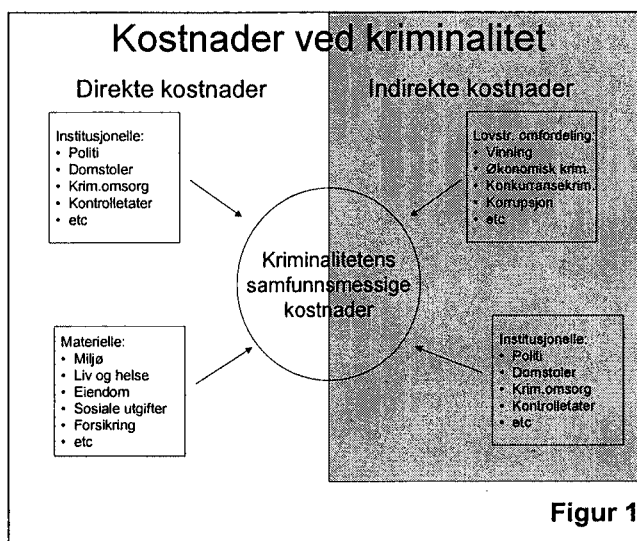 Kostnader ved kriminalitet
Direkte kostnader
Institusjonelle:
• Politi
• Domstoler
• Krim.omsorg
• Kontrolletater
• etc
Materielle:
• Miljø
• Liv og helse
• Eiendom
• Sosiale utgifter
• Forsikring
• etc
Kriminalitetens
samfunnsmessige
kostnader
Indirekte kostnader
Lovstr. omfordeling:
• Vinning
• Økonomisk krim.
• Konkurransekrim.
• Korrupsjon
• etc
Institusjonelle:
• Politi
• Domstoler
• Krim.omsorg
• Kontrolletater
• etc
Figur 1